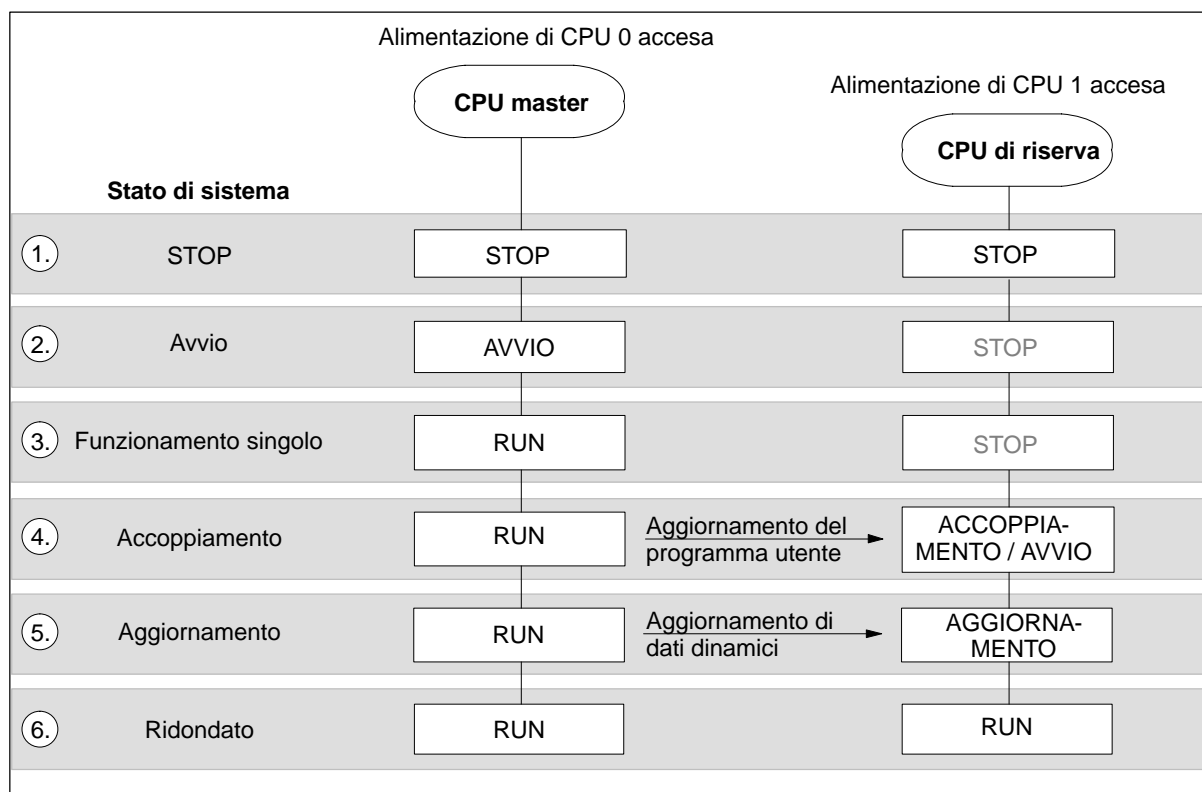 Alimentazione di CPU 0 accesa
Alimentazione di CPU 1 accesa
CPU master
CPU di riserva
Stato di sistema
1. STOP STOP STOP
2. Avvio AVVIO STOP
3. Funzionamento singolo RUN STOP
4. Accoppiamento RUN
Aggiornamento del
programma utente
ACCOPPIA-
MENTO / AVVIO
5. Aggiornamento RUN
Aggiornamento di
dati dinamici
AGGIORNA-
MENTO
6. Ridondato RUN RUN